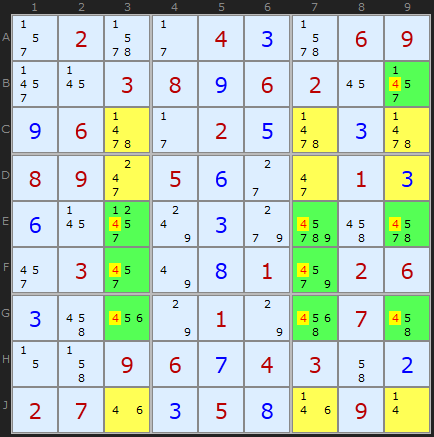 1 2 3 4 5 6 7 8 9
A 1 5 7 2 1 5 7 8 1 7 4 3 1 5 7 8 6 9
B 1 4 5 7 1 4 5 3 8 9 6 2 4 5 1 4 7
C 9 6 1 4 7 8 1 7 2 5 1 4 7 8 3 1 4 7 8
D 8 9 2 4 7 5 6 2 7 4 7 1 3
E 6 1 4 5 1 2 4 5 7 2 4 9 3 2 7 9 4 5 7 8 9 4 5 8 4 5 7 8
F 4 5 7 3 4 5 7 4 9 8 1 4 5 7 9 2 6
G 3 4 5 8 4 5 6 2 9 1 2 9 4 5 6 8 7 4 5 8
H 1 5 1 5 8 9 6 7 4 3 5 8 2
J 2 7 4 6 3 5 8 1 4 6 9 1 4